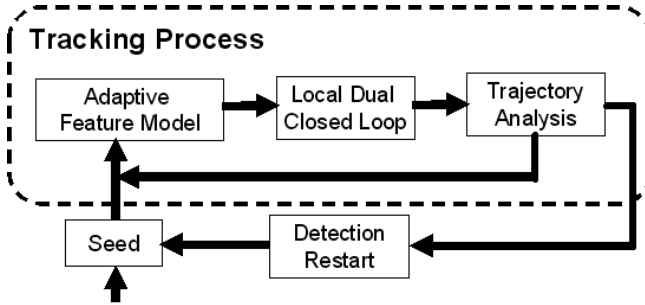 Tracking Process
Adaptive
Feature Model
Local Dual
Closed Loop
Trajectory
Analysis
Seed
Detection
Restart